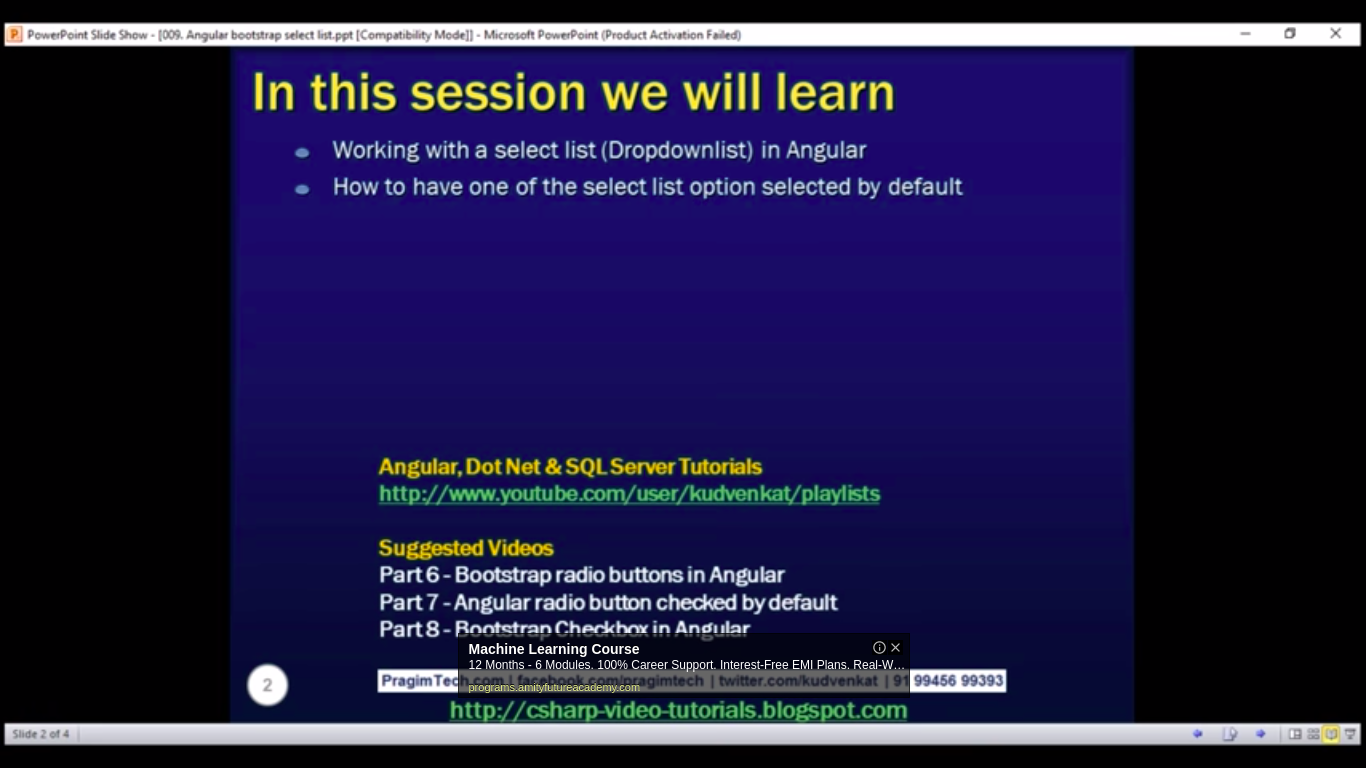 PowerPoint Slide Show - [009. Angular bootstrap select list.ppt [Compatibility Mode]] - Microsoft PowerPoint (Product Activation Failed)
In this session we will learn
Working with a select list (Dropdownlist) in Angular
How to have one of the select list option selected by default
Angular, Dot Net & SQL Server Tutorials
http://www.youtube.com/user/kudvenkat/playlists
Suggested Videos
Part 6 - Bootstrap radio buttons in Angular
Part 7 - Angular radio button checked by default
Part 8 - Bootstrap Checkbox in Angular
Machine Learning Course
12 Months - 6 Modules. 100% Career Support. Interest-Free EMI Plans. Real-W...
2
PragimTech.com | facebook.com/pragimtech | twitter.com/kudvenkat | 91 99456 99393
programs.amityfutureacademy.com
http://csharp-video-tutorials.blogspot.com
Slide 2 of 4